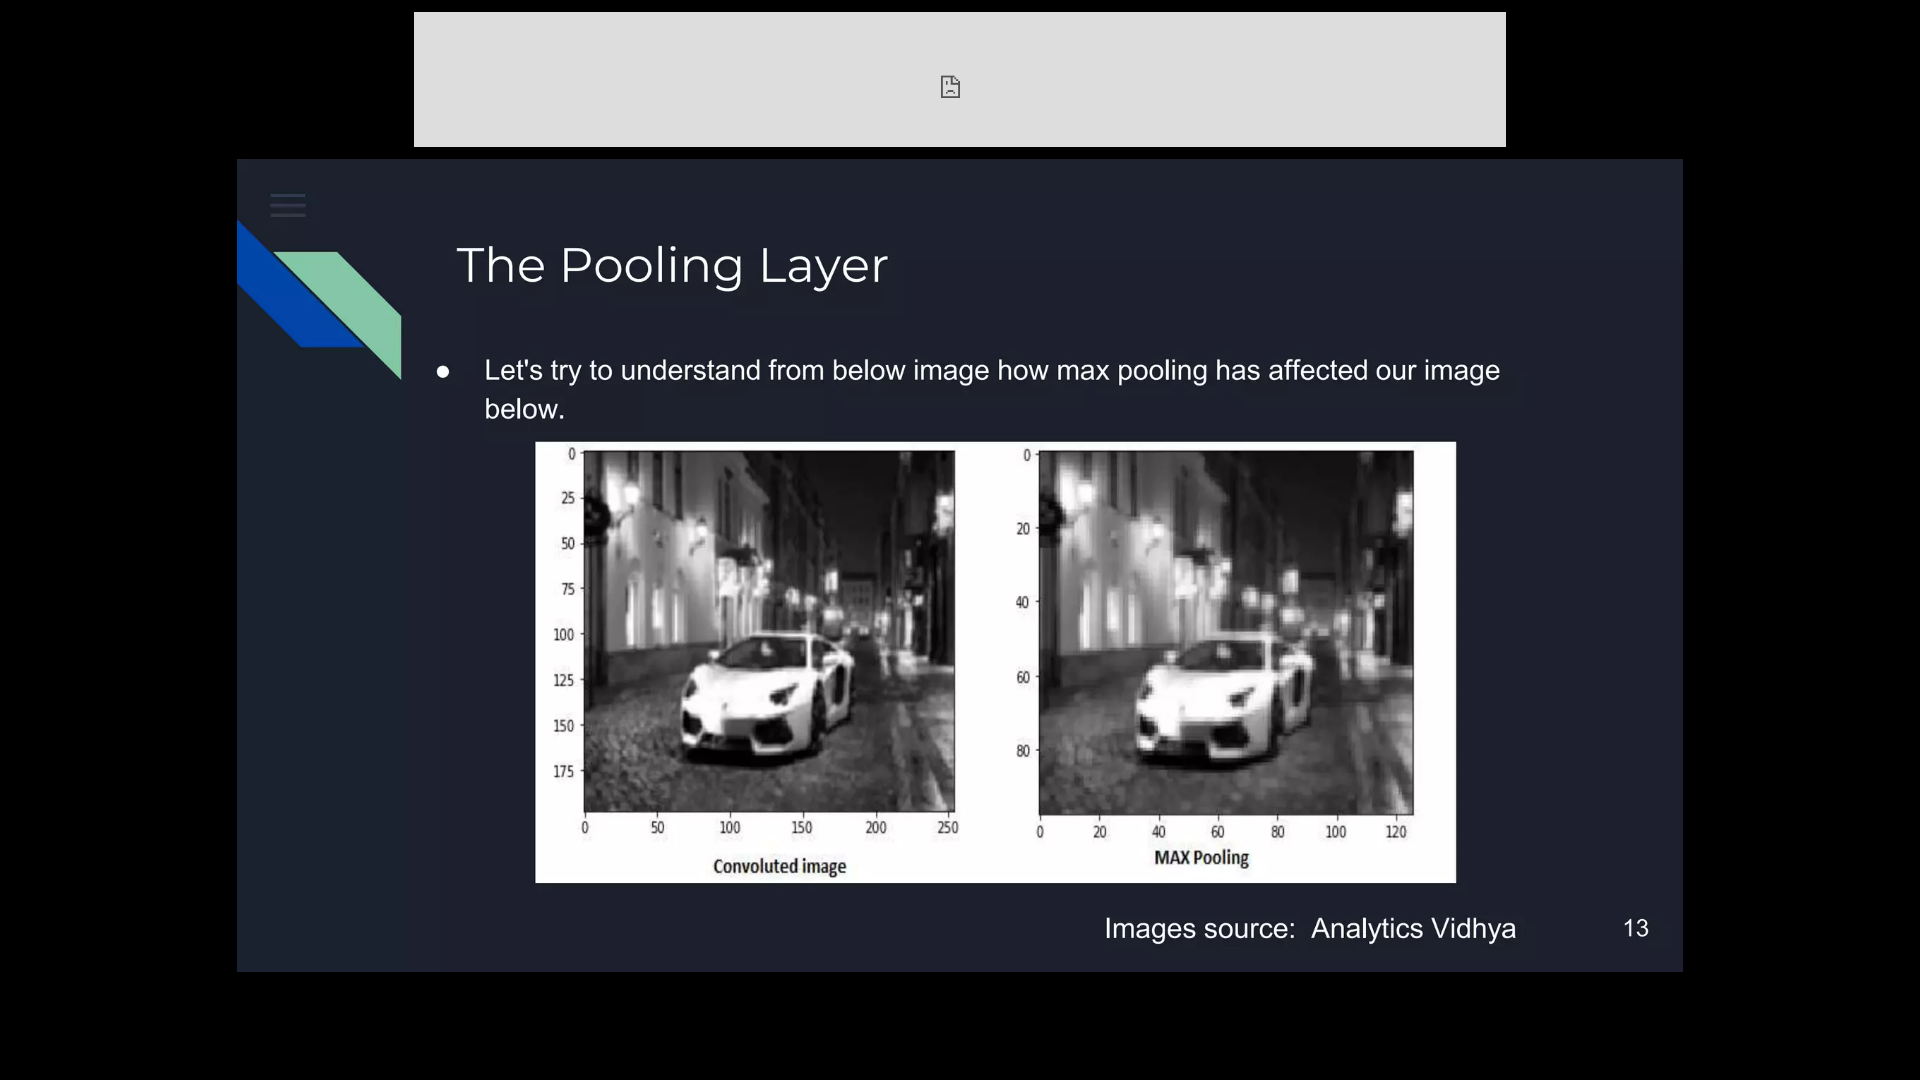 The Pooling Layer
● Let's try to understand from below image how max pooling has affected our image
below.
0
25
50
75
100
125
150
175
0 50 100 150 200 250
Convoluted image
0
20
40
60
80
0 20 40 60 80 100 120
MAX Pooling
Images source: Analytics Vidhya
13